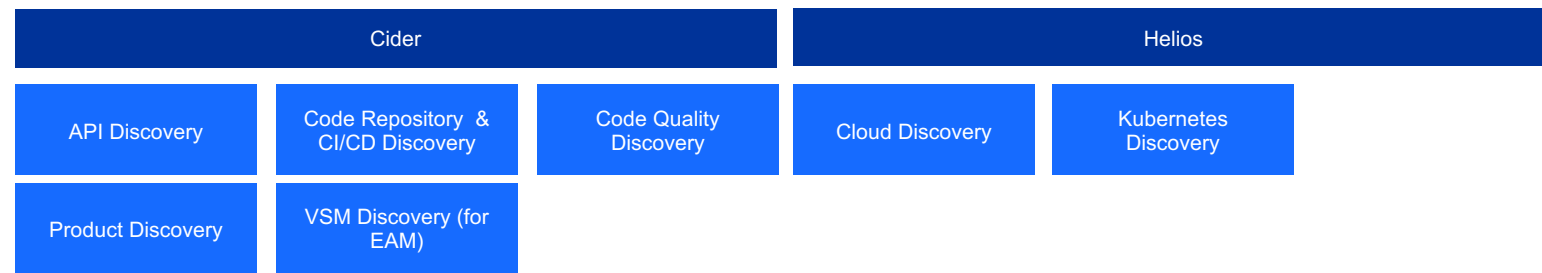 Cider
Helios
API Discovery
Code Repository & 
CI/CD Discovery
Code Quality
Discovery
Cloud Discovery
Kubernetes
Discovery
Product Discovery
VSM Discovery (for
EAM)